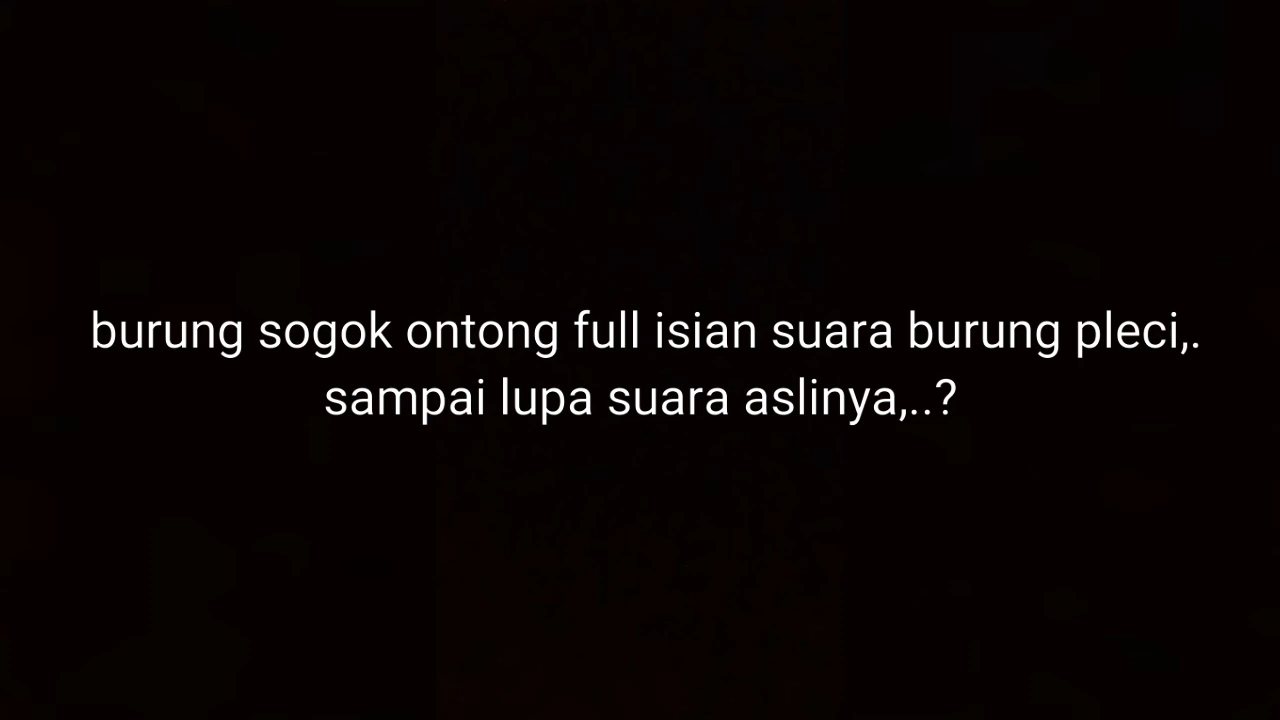 burung sogok ontong full isian suara burung pleci,.
sampai lupa suara aslinya,..?